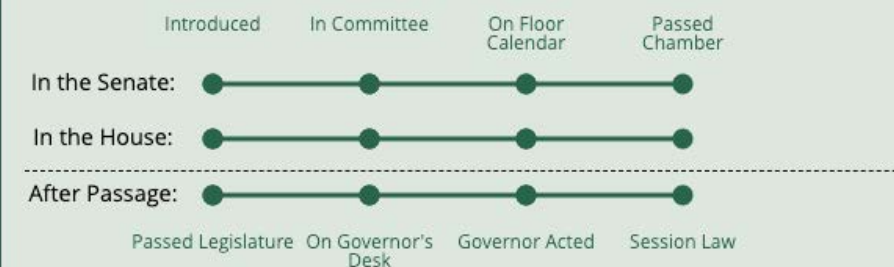 Introduced In Committee On Floor Calendar Passed Chamber
In the Senate:
In the House:
After Passage:
Passed Legislature On Governor's Desk Governor Acted Session Law